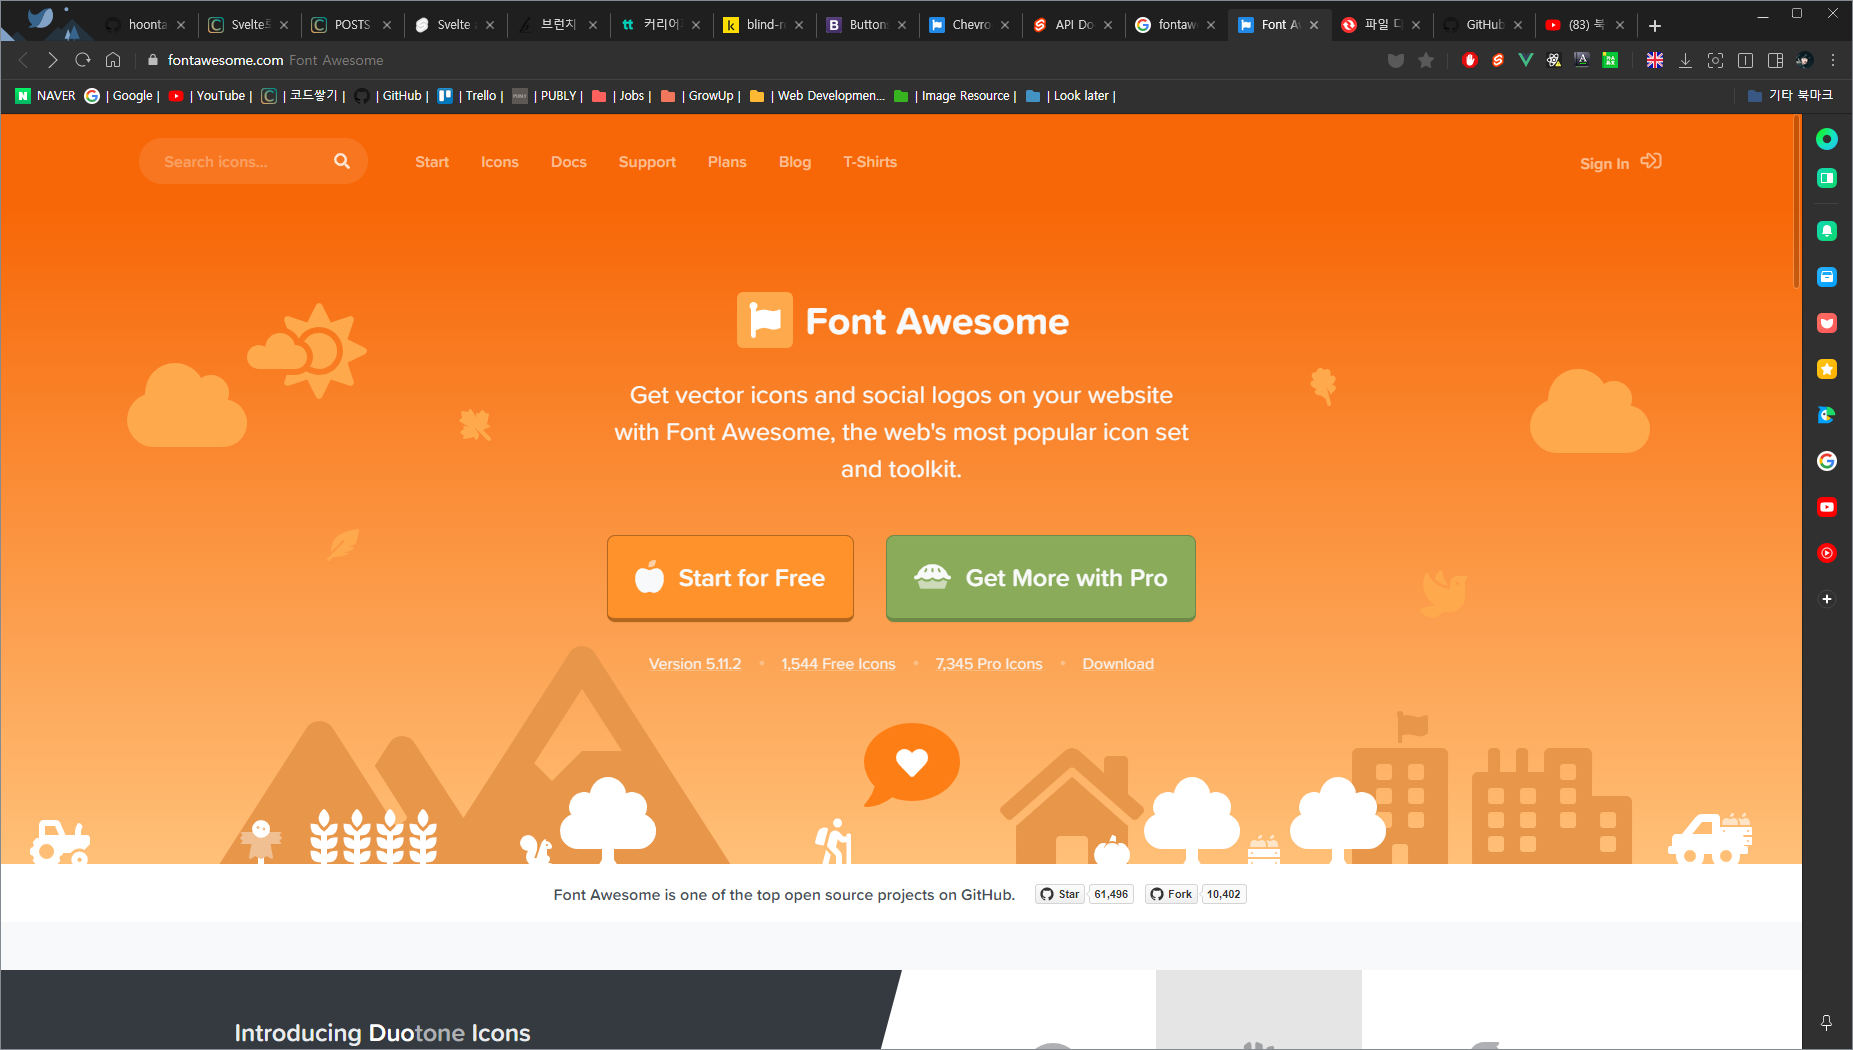 hoonta
Svelte
POSTS
Svelte
브런치
커리어
blind-r
Button
Chevro
API Do
fontaw
Font A
파일 다
GitHub
(83) 북
fontawesome.com Font Awesome
NAVER | Google | | YouTube | | 코드쌓기 | | GitHub | | Trello | | PUBLY | | Jobs | | GrowUp | | Web Developmen... | Image Resource | | Look later | 기타 북마크
Search icons... Start Icons Docs Support Plans Blog T-Shirts Sign In
Font Awesome
Get vector icons and social logos on your website
with Font Awesome, the web's most popular icon set
and toolkit.
Start for Free Get More with Pro
Version 5.11.2 • 1,544 Free Icons • 7,345 Pro Icons • Download
Font Awesome is one of the top open source projects on GitHub. Star 61,496 Fork 10,402
Introducing Duotone Icons